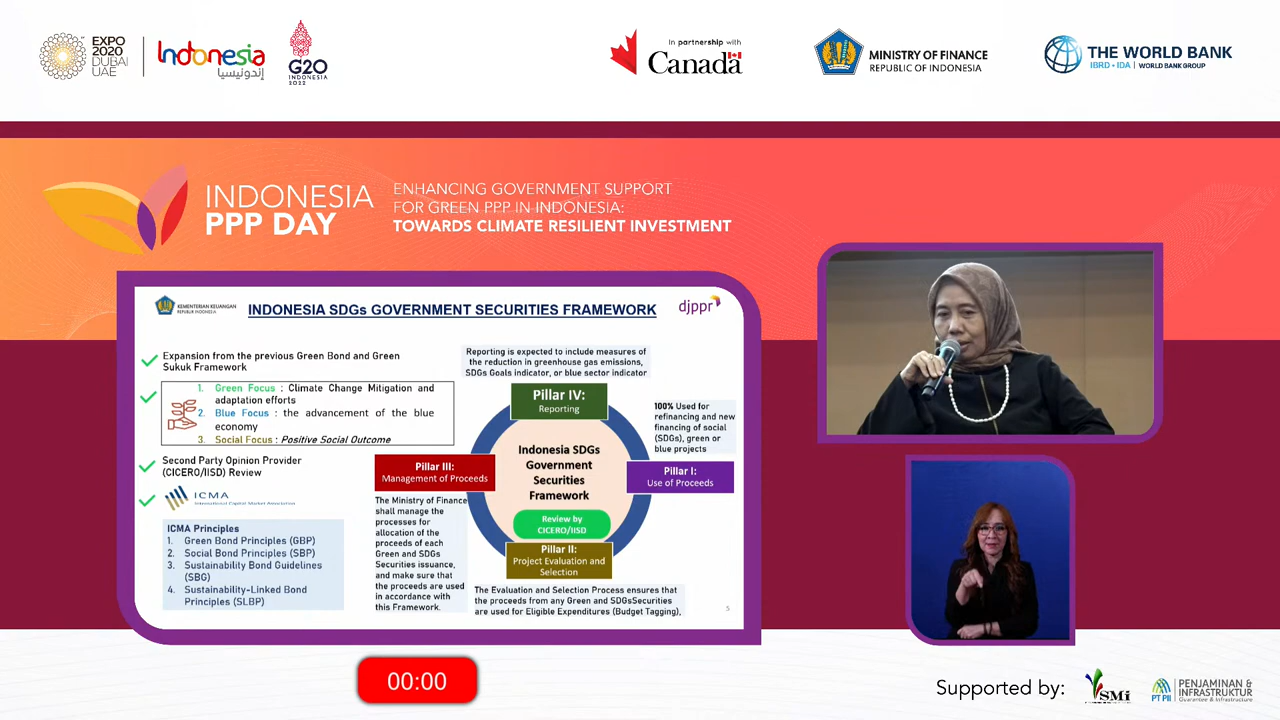 EXPO
2020
DUBAI
UAE
Indonesia
إندونيسيا
G20
INDONESIA
2022
In partnership with
Canada
MINISTRY OF FINANCE
REPUBLIC OF INDONESIA
THE WORLD BANK
IBRD • IDA | WORLD BANK GROUP
INDONESIA
PPP DAY
ENHANCING GOVERNMENT SUPPORT
FOR GREEN PPP IN INDONESIA:
TOWARDS CLIMATE RESILIENT INVESTMENT
KEMENTERIAN KEUANGAN
REPUBLIK INDONESIA
INDONESIA SDGs GOVERNMENT SECURITIES FRAMEWORK
djppr
Expansion from the previous Green Bond and Green
Sukuk Framework
1. Green Focus : Climate Change Mitigation and
adaptation efforts
2. Blue Focus : the advancement of the blue
economy
3. Social Focus : Positive Social Outcome
Second Party Opinion Provider
(CICERO/IISD) Review
ICMA
International Capital Market Association
ICMA Principles
1. Green Bond Principles (GBP)
2. Social Bond Principles (SBP)
3. Sustainability Bond Guidelines
(SBG)
4. Sustainability-Linked Bond
Principles (SLBP)
Reporting is expected to include measures of
the reduction in greenhouse gas emissions,
SDGs Goals indicator, or blue sector indicator
Pillar IV:
Reporting
100% Used for
refinancing and new
financing of social
(SDGs), green or
blue projects
Pillar I:
Use of Proceeds
Indonesia SDGs
Government
Securities
Framework
Review by
CICERO/IISD
Pillar III:
Management of Proceeds
The Ministry of Finance
shall manage the
processes for
allocation of the
proceeds of each
Green and SDGs
Securities issuance,
and make sure that
the proceeds are used
in accordance with
this Framework.
Pillar II:
Project Evaluation and
Selection
The Evaluation and Selection Process ensures that
the proceeds from any Green and SDGsSecurities
are used for Eligible Expenditures (Budget Tagging),
5
00:00
Supported by:
SMi
PT PII
PENJAMINAN &
INFRASTRUKTUR
Guarantee & Infrastructure